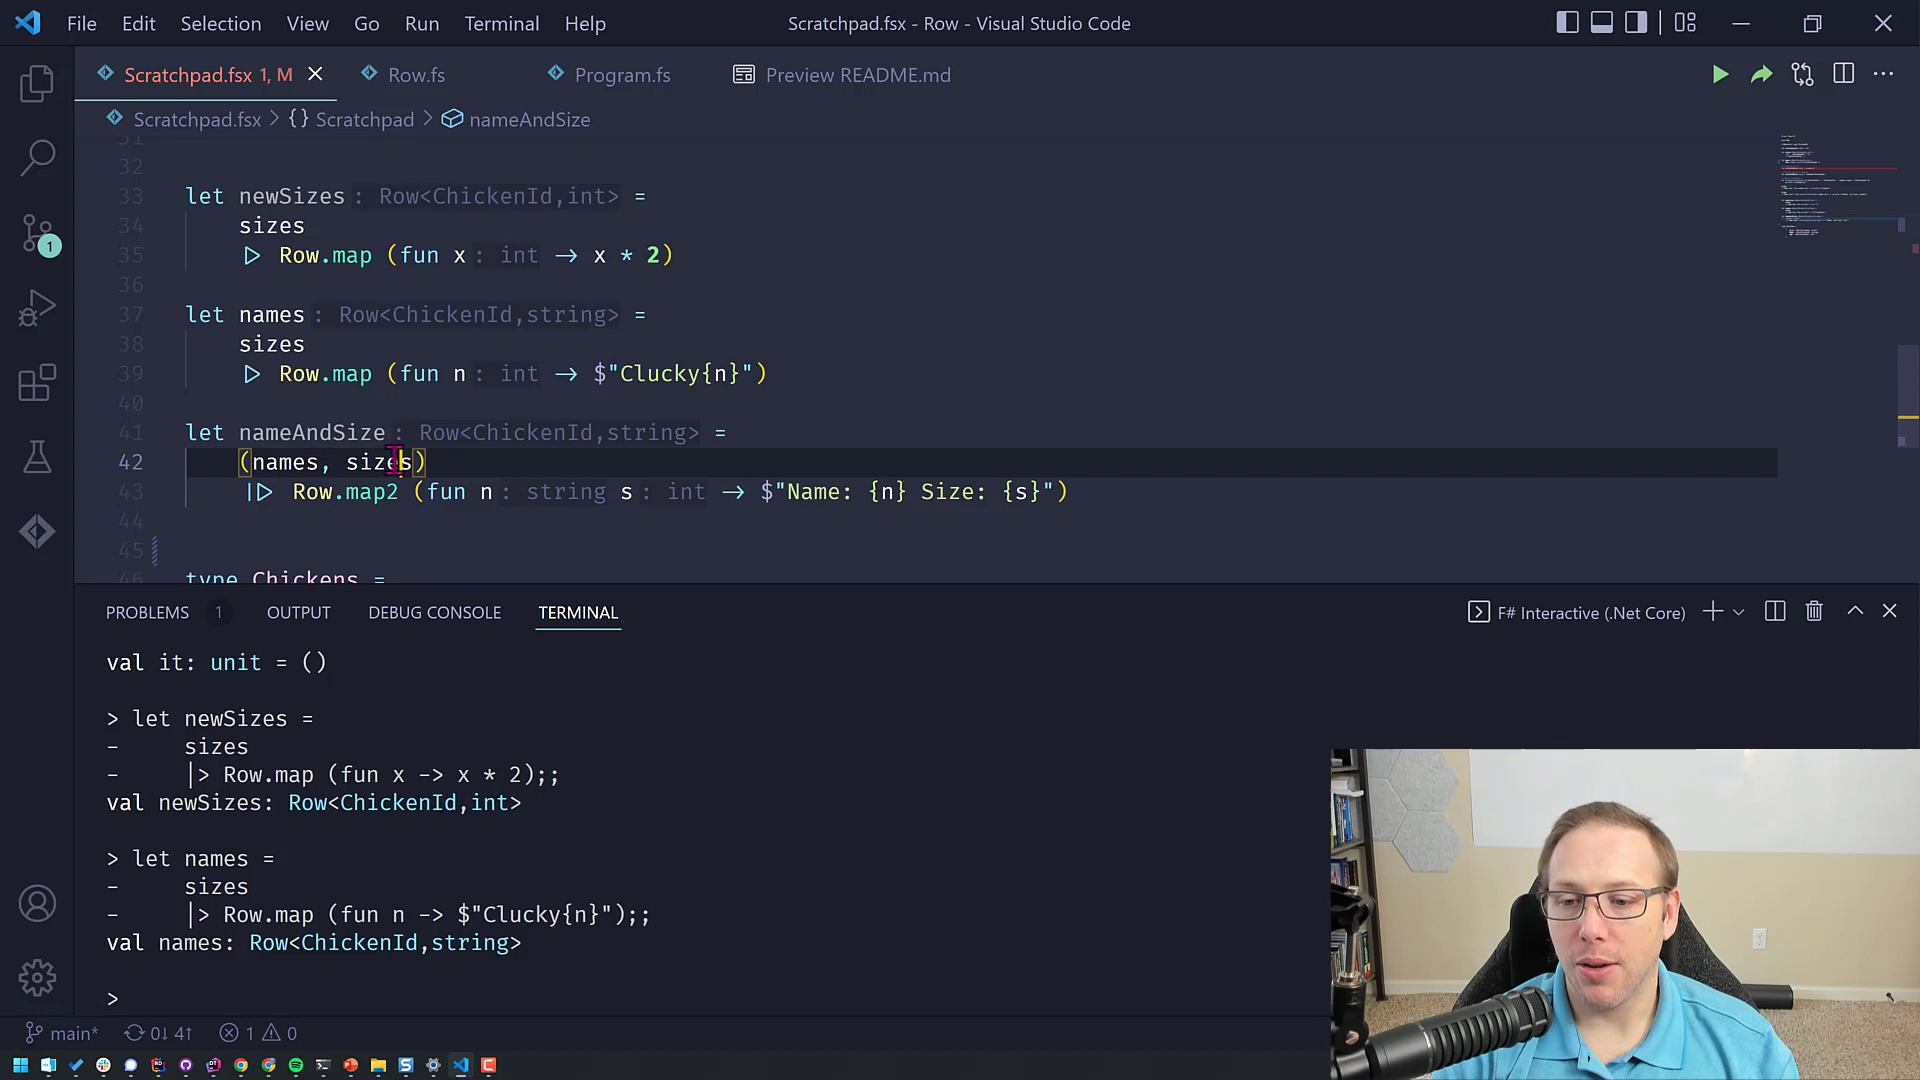 File Edit Selection View Go Run Terminal Help
Scratchpad.fsx - Row - Visual Studio Code
Scratchpad.fsx 1, M
Row.fs
Program.fs
Preview README.md
Scratchpad.fsx > {} Scratchpad > nameAndSize
31
32
33 let newSizes : Row<ChickenId,int> =
34 sizes
35 |> Row.map (fun x : int -> x * 2)
36
37 let names : Row<ChickenId,string> =
38 sizes
39 |> Row.map (fun n : int -> $"Clucky{n}")
40
41 let nameAndSize : Row<ChickenId,string> =
42 (names, sizes)
43 ||> Row.map2 (fun n : string s : int -> $"Name: {n} Size: {s}")
44
45
46 type Chickens =
PROBLEMS 1 OUTPUT DEBUG CONSOLE TERMINAL
F# Interactive (.Net Core)
val it: unit = ()
> let newSizes =
- sizes
- |> Row.map (fun x -> x * 2);;
val newSizes: Row<ChickenId,int>
> let names =
- sizes
- |> Row.map (fun n -> $"Clucky{n}");;
val names: Row<ChickenId,string>
>
1
main* 0↓ 4↑ 1 0